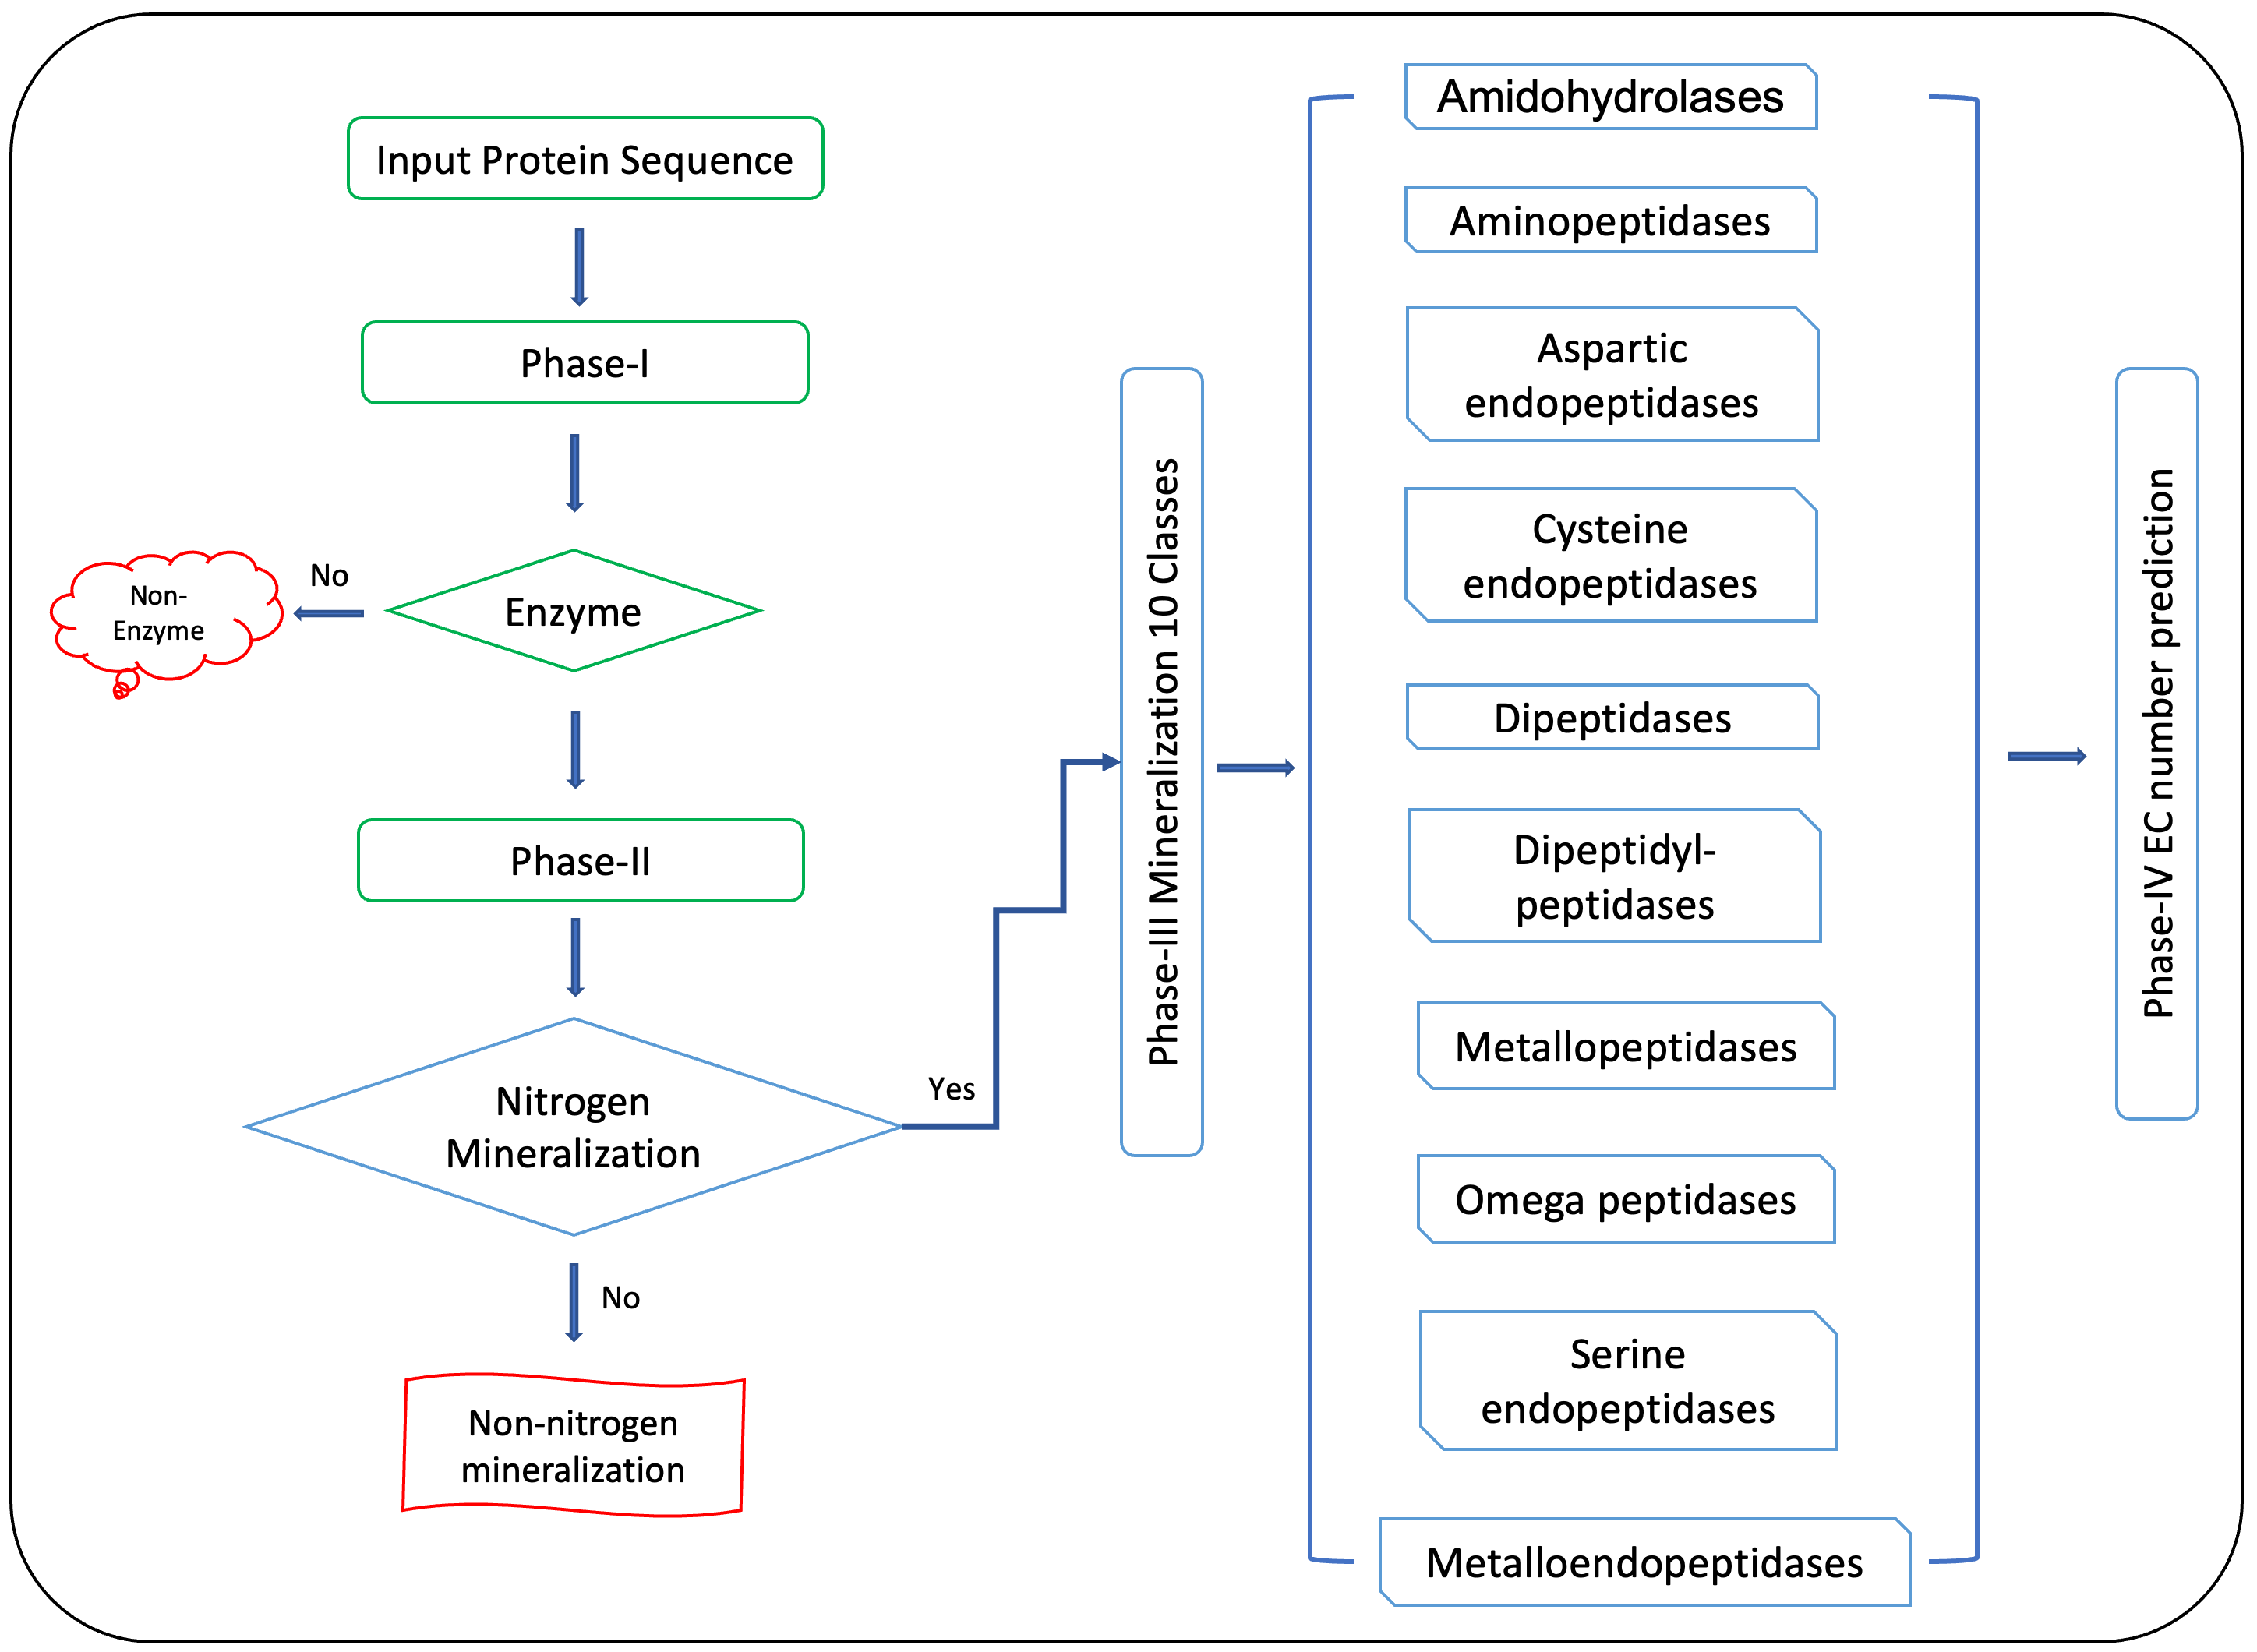 Input Protein Sequence
Phase-I
No
Non-
Enzyme
Enzyme
Phase-II
Nitrogen
Mineralization
Yes
No
Non-nitrogen
mineralization
Phase-III Mineralization 10 Classes
Amidohydrolases
Aminopeptidases
Aspartic
endopeptidases
Cysteine
endopeptidases
Dipeptidases
Dipeptidyl-
peptidases
Metallopeptidases
Omega peptidases
Serine
endopeptidases
Metalloendopeptidases
Phase-IV EC number prediction